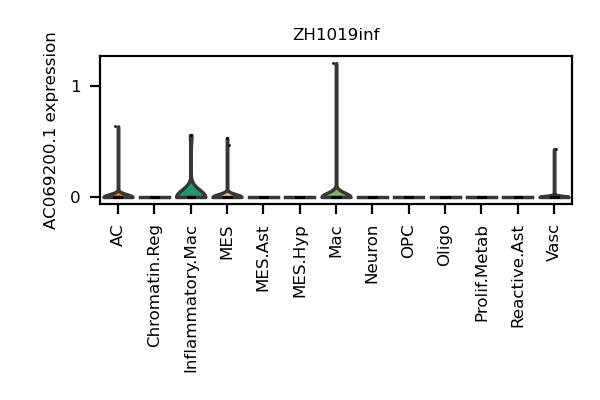 ZH1019inf
AC069200.1 expression
1
0
AC
Chromatin.Reg
Inflammatory.Mac
MES
MES.Ast
MES.Hyp
Mac
Neuron
OPC
Oligo
Prolif.Metab
Reactive.Ast
Vasc